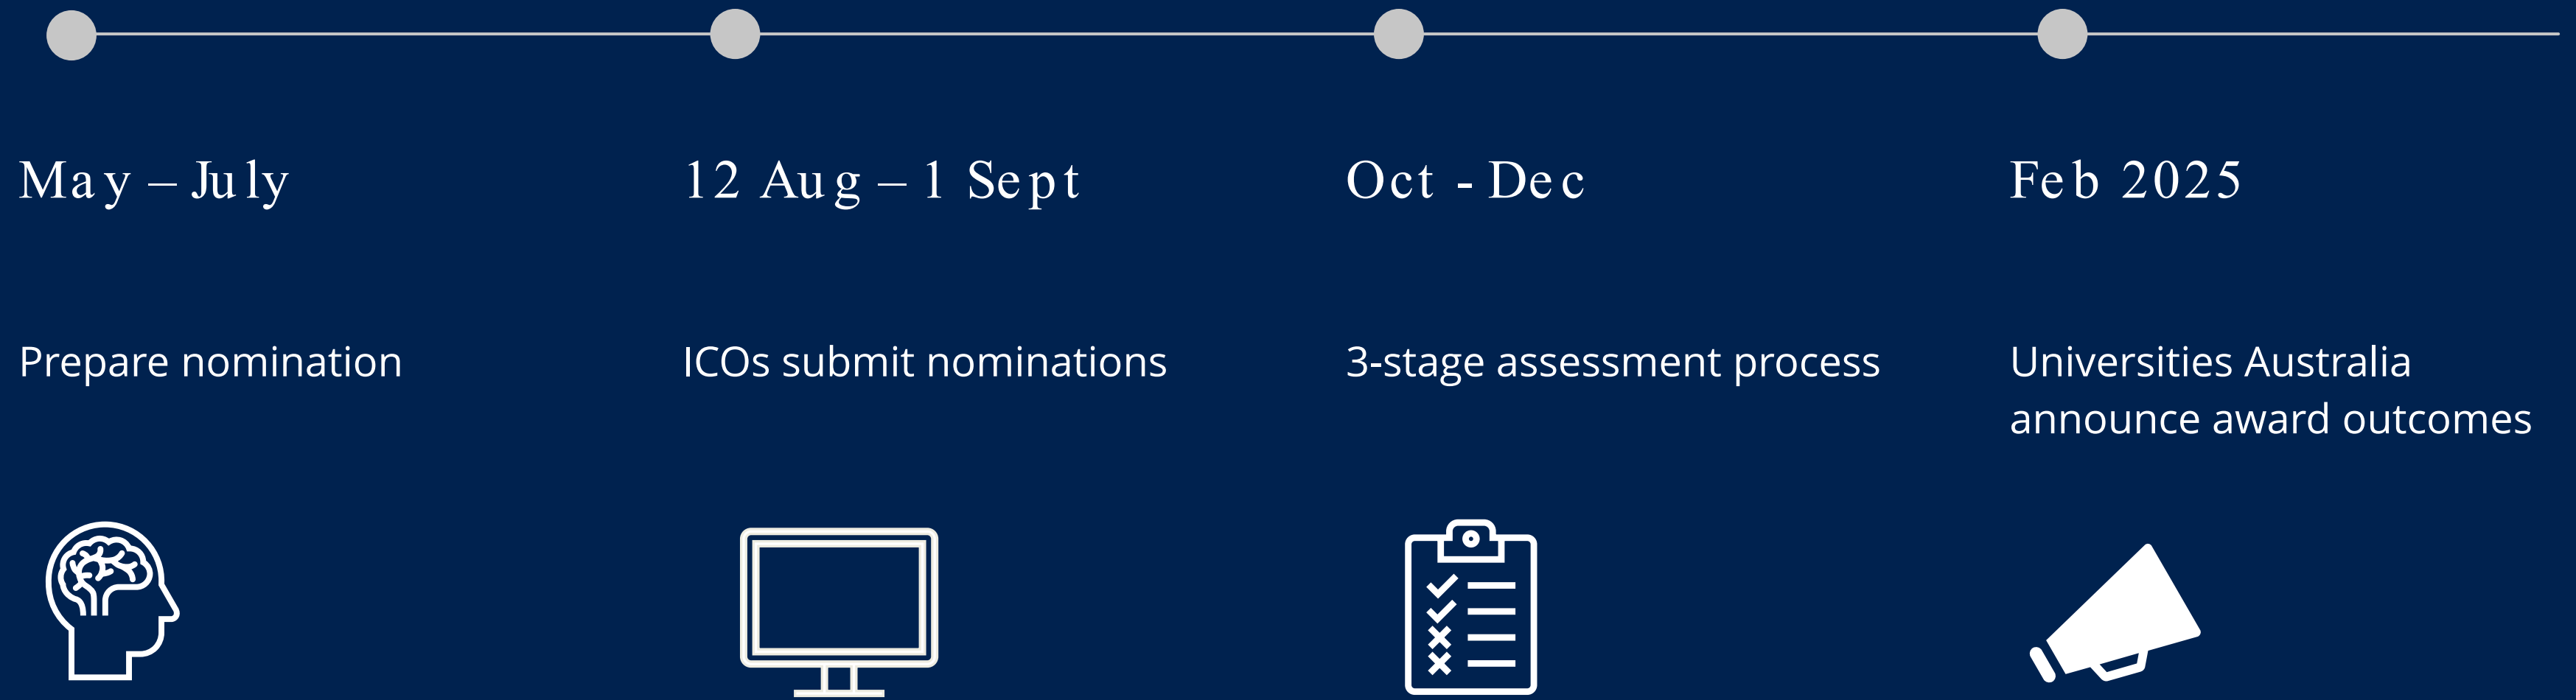 May – July
12 Aug – 1 Sept
Oct - Dec
Feb 2025
Prepare nomination
ICOs submit nominations
3-stage assessment process
Universities Australia
announce award outcomes